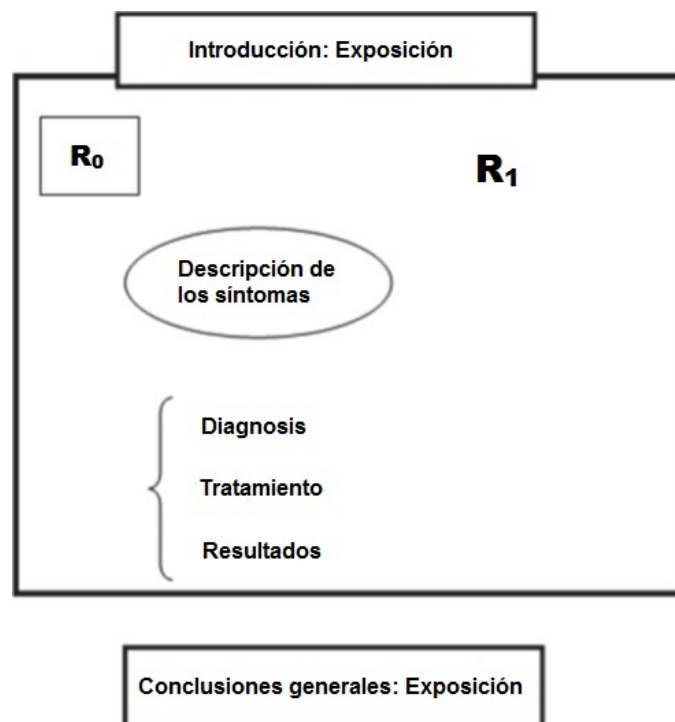 Introducción: Exposición
R₀
R₁
Descripción de
los síntomas
Diagnosis
Tratamiento
Resultados
Conclusiones generales: Exposición